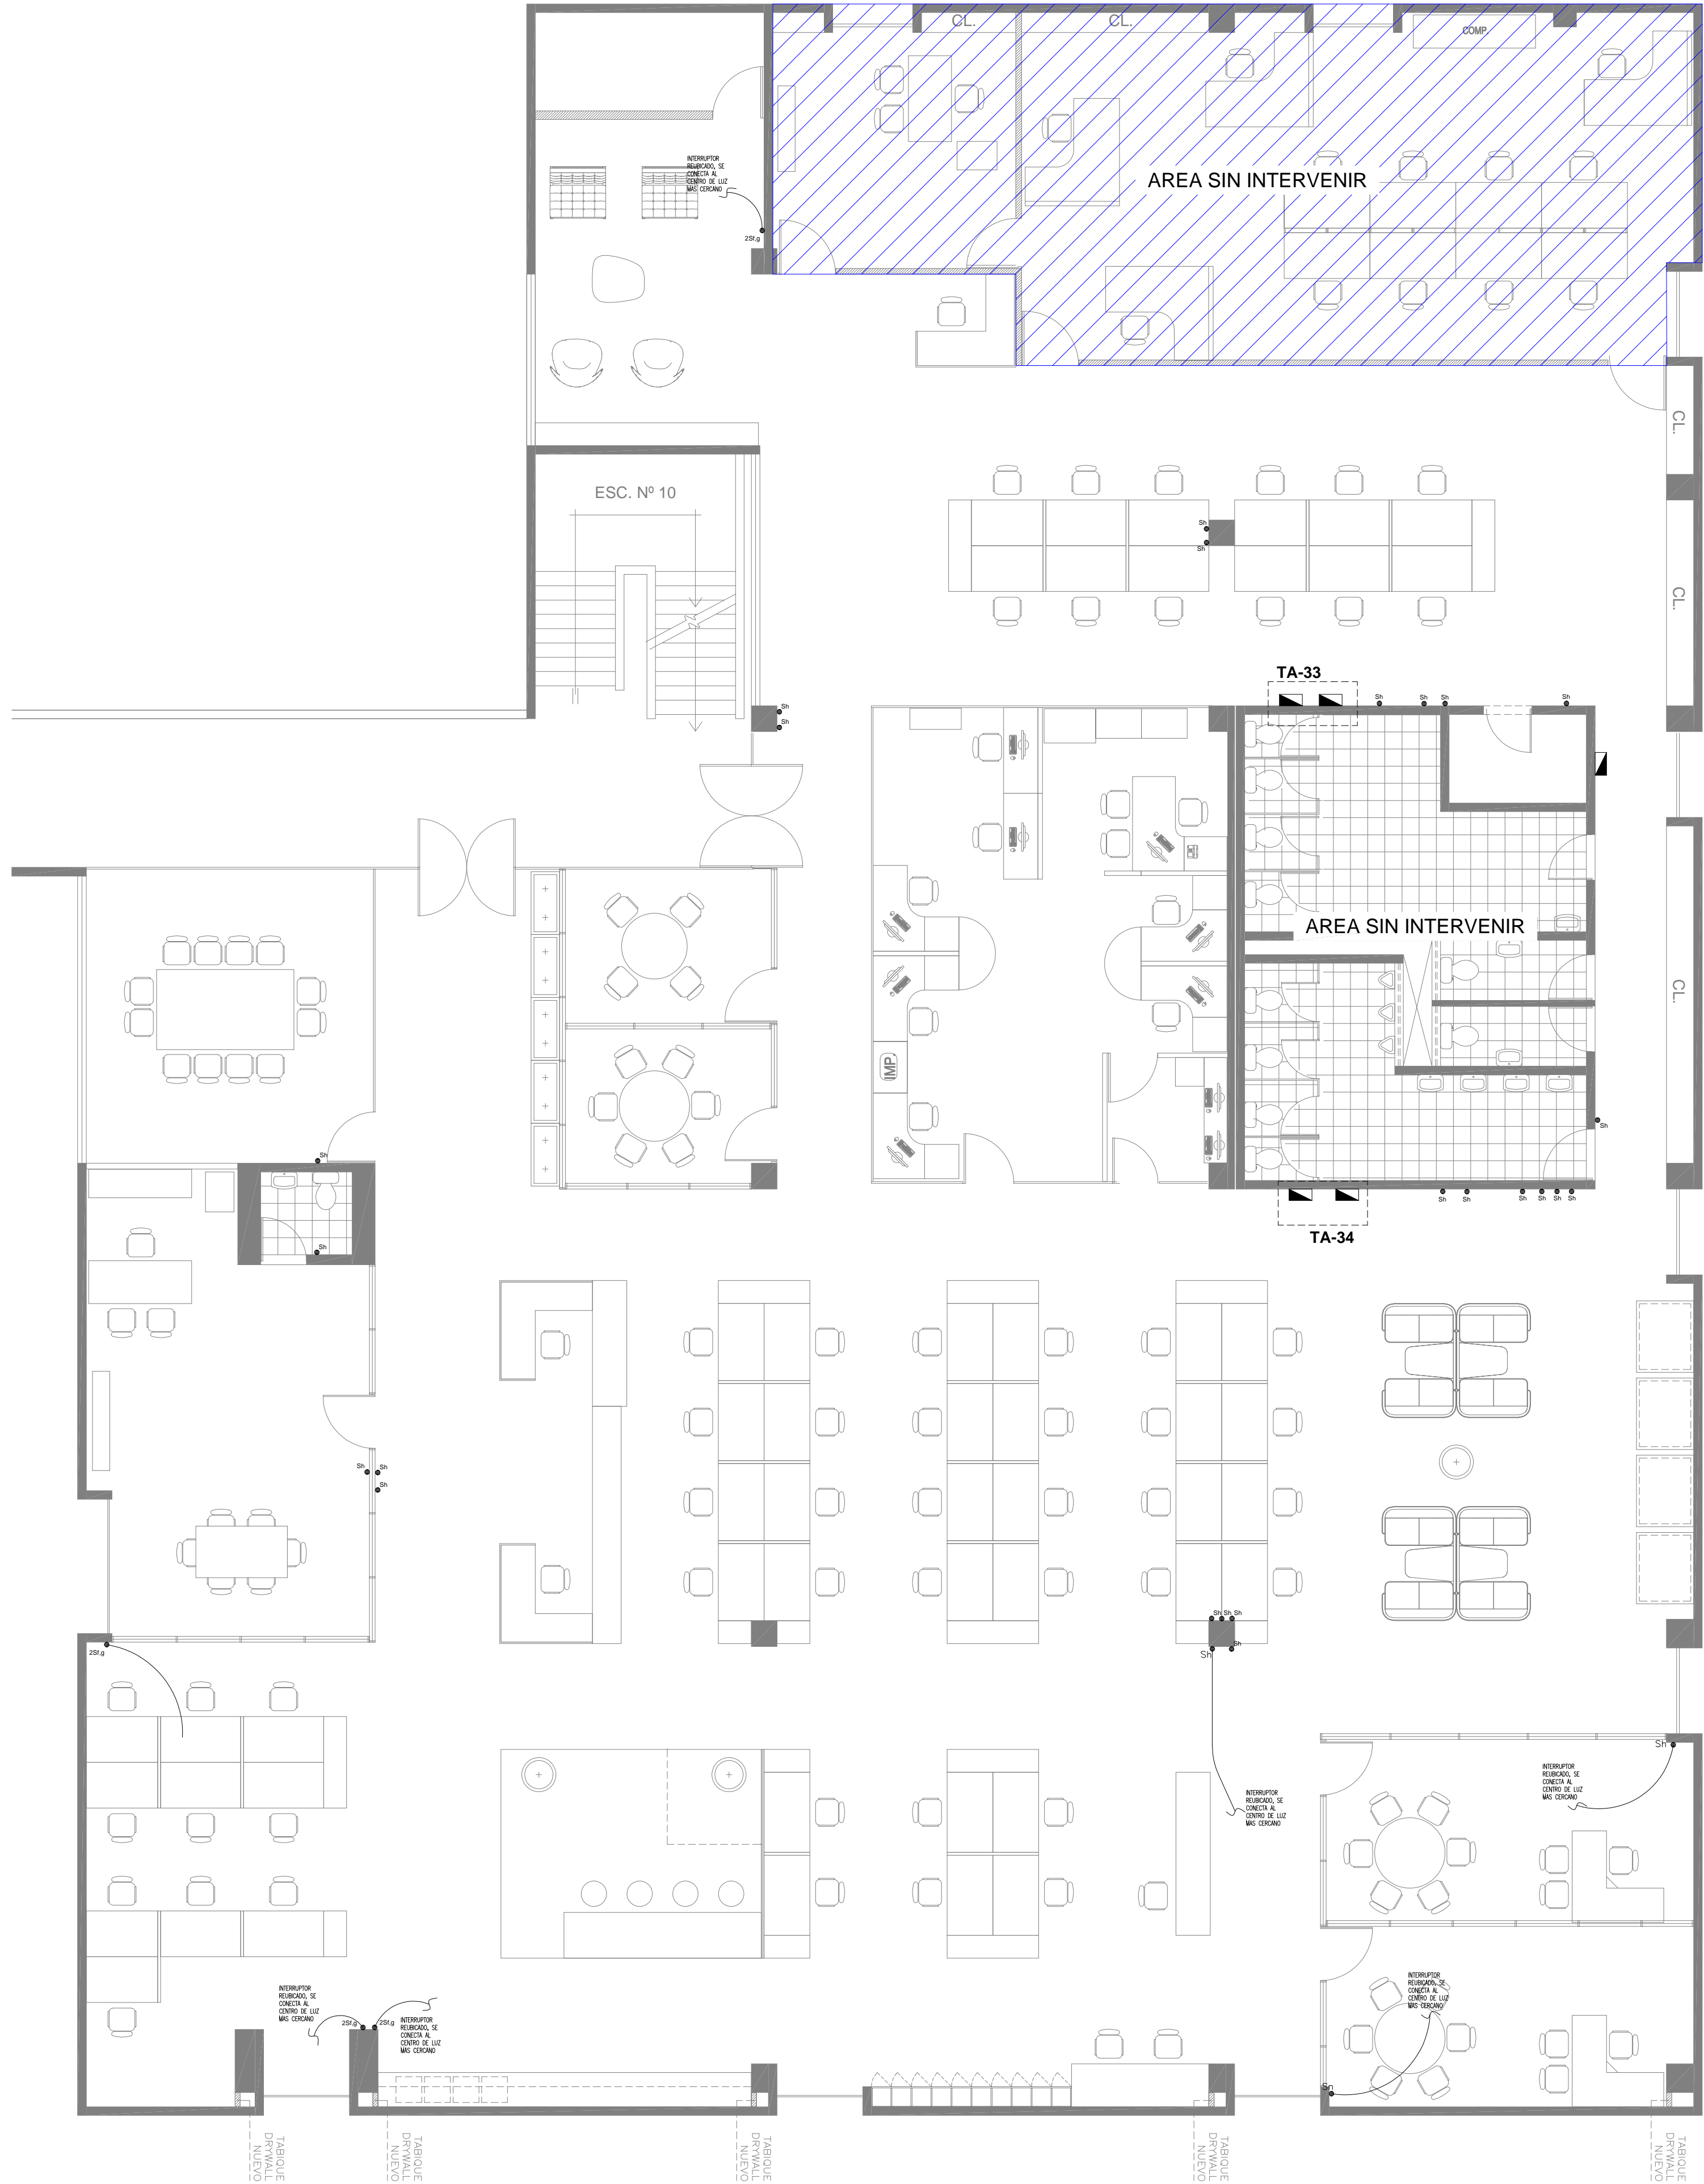 CL.
CL.
COMP.
INTERRUPTOR
REUBICADO, SE
CONECTA AL
CENTRO DE LUZ
MAS CERCANO
AREA SIN INTERVENIR
2Sf,g
CL.
ESC. Nº 10
Sh
Sh
CL.
TA-33
Sh
Sh
Sh
Sh
Sh
Sh
AREA SIN INTERVENIR
CL.
IMP.
Sh
Sh
Sh
Sh
Sh
Sh
Sh
Sh
Sh
TA-34
Sh
Sh
Sh
Sh
Sh
Sh
Sh
Sh
Sh
2Sf,g
Sh
INTERRUPTOR
REUBICADO, SE
CONECTA AL
CENTRO DE LUZ
MAS CERCANO
INTERRUPTOR
REUBICADO, SE
CONECTA AL
CENTRO DE LUZ
MAS CERCANO
INTERRUPTOR
REUBICADO, SE
CONECTA AL
CENTRO DE LUZ
MAS CERCANO
INTERRUPTOR
REUBICADO, SE
CONECTA AL
CENTRO DE LUZ
MAS CERCANO
2Sf,g
2Sf,g
INTERRUPTOR
REUBICADO, SE
CONECTA AL
CENTRO DE LUZ
MAS CERCANO
Sh
TABIQUE
DRYWALL
NUEVO
TABIQUE
DRYWALL
NUEVO
TABIQUE
DRYWALL
NUEVO
TABIQUE
DRYWALL
NUEVO
TABIQUE
DRYWALL
NUEVO